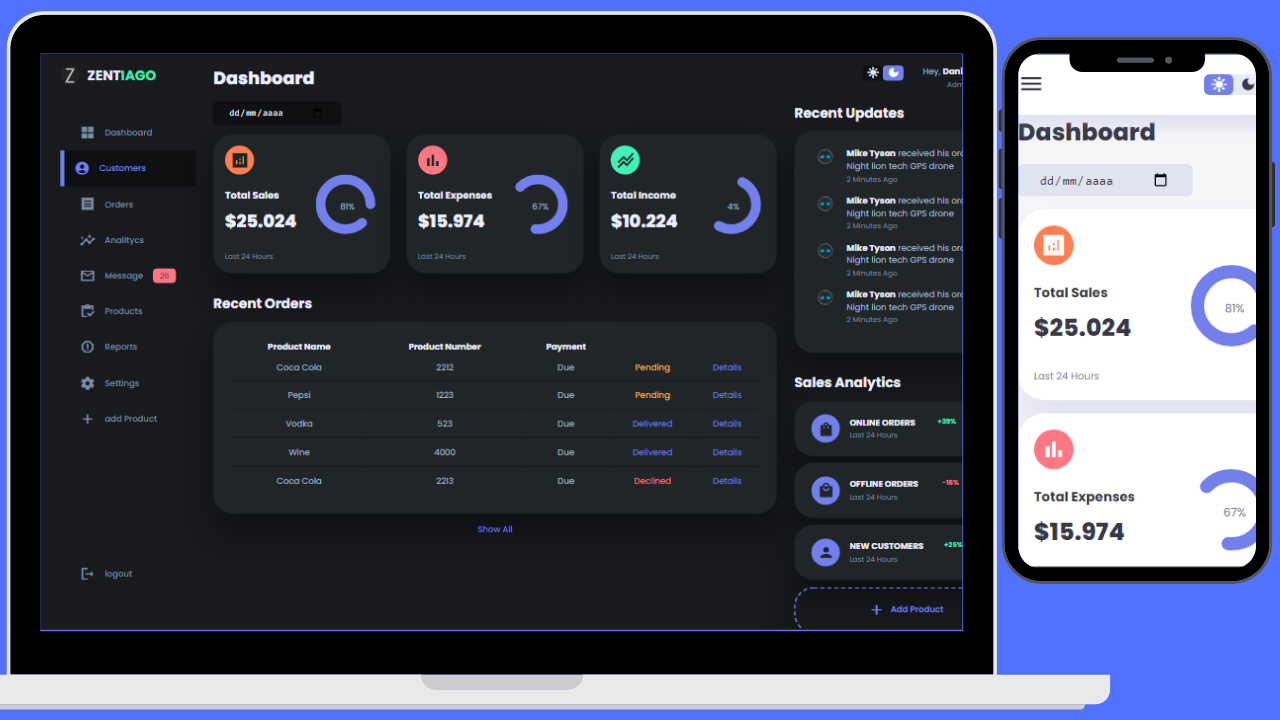 Z ZENTIAGO
Dashboard
Customers
Orders
Analitycs
Message 26
Products
Reports
Settings
add Product
logout
Dashboard
dd/mm/aaaa
Total Sales
$25.024
81%
Last 24 Hours
Total Expenses
$15.974
67%
Last 24 Hours
Total Income
$10.224
4%
Last 24 Hours
Recent Orders
Product Name Product Number Payment
Coca Cola 2212 Due Pending Details
Pepsi 1223 Due Pending Details
Vodka 523 Due Delivered Details
Wine 4000 Due Delivered Details
Coca Cola 2213 Due Declined Details
Show All
Hey, Dani
Adm
Recent Updates
Mike Tyson received his ord
Night lion tech GPS drone
2 Minutes Ago
Mike Tyson received his ord
Night lion tech GPS drone
2 Minutes Ago
Mike Tyson received his ord
Night lion tech GPS drone
2 Minutes Ago
Mike Tyson received his ord
Night lion tech GPS drone
2 Minutes Ago
Sales Analytics
ONLINE ORDERS +39%
Last 24 Hours
OFFLINE ORDERS -16%
Last 24 Hours
NEW CUSTOMERS +25%
Last 24 Hours
Add Product
Dashboard
dd/mm/aaaa
Total Sales
$25.024
81%
Last 24 Hours
Total Expenses
$15.974
67%